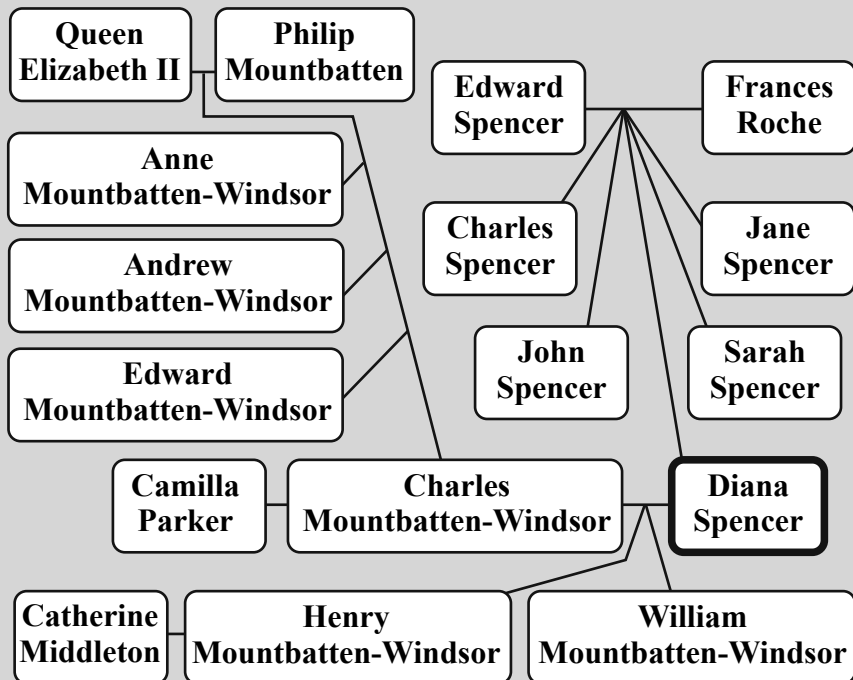 Queen
Elizabeth II
Philip
Mountbatten
Edward
Spencer
Frances
Roche
Anne
Mountbatten-Windsor
Charles
Spencer
Jane
Spencer
Andrew
Mountbatten-Windsor
John
Spencer
Sarah
Spencer
Edward
Mountbatten-Windsor
Camilla
Parker
Charles
Mountbatten-Windsor
Diana
Spencer
Catherine
Middleton
Henry
Mountbatten-Windsor
William
Mountbatten-Windsor